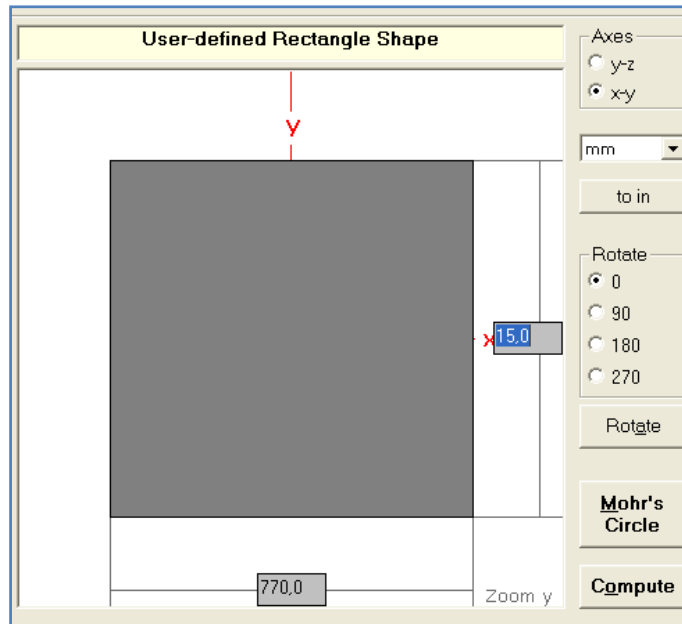 User-defined Rectangle Shape
Axes
y-z
x-y
mm
to in
Rotate
0
90
180
270
Rotate
Mohr's
Circle
Compute
y
x
15,0
770,0
Zoom y